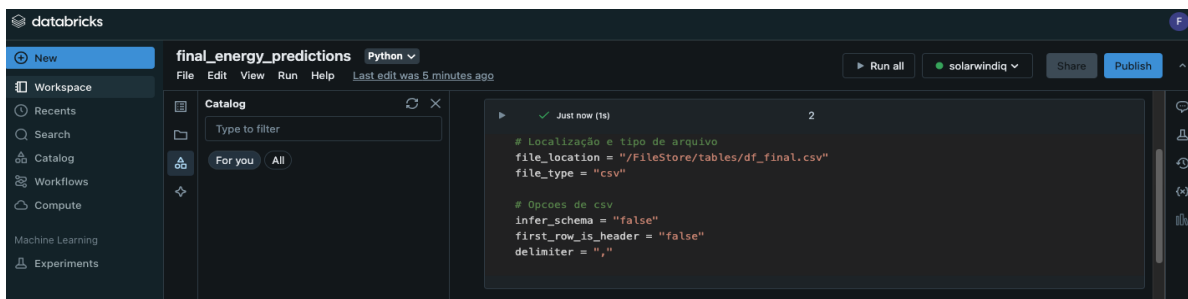 databricks
F
New
Workspace
Recents
Search
Catalog
Workflows
Compute
Machine Learning
Experiments
final_energy_predictions Python
File Edit View Run Help Last edit was 5 minutes ago
Run all
solarwindiq
Share
Publish
Catalog
Type to filter
For you All
Just now (1s) 2
# Localização e tipo de arquivo
file_location = "/FileStore/tables/df_final.csv"
file_type = "csv"
# Opcoes de csv
infer_schema = "false"
first_row_is_header = "false"
delimiter = ","